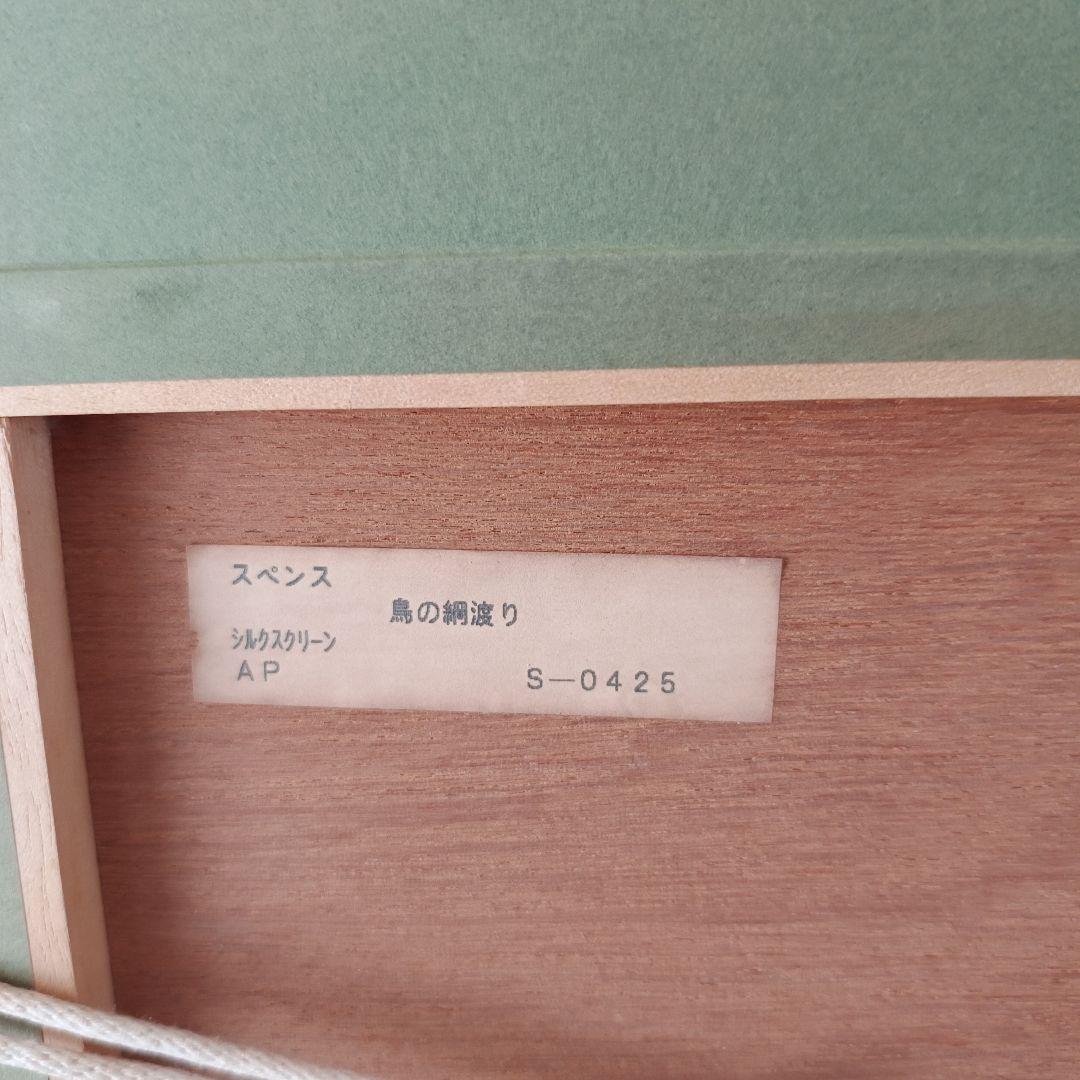 スペンス
鳥の綱渡り
ｼﾙｸｽｸﾘｰﾝ
ＡＰ
Ｓ―０４２５